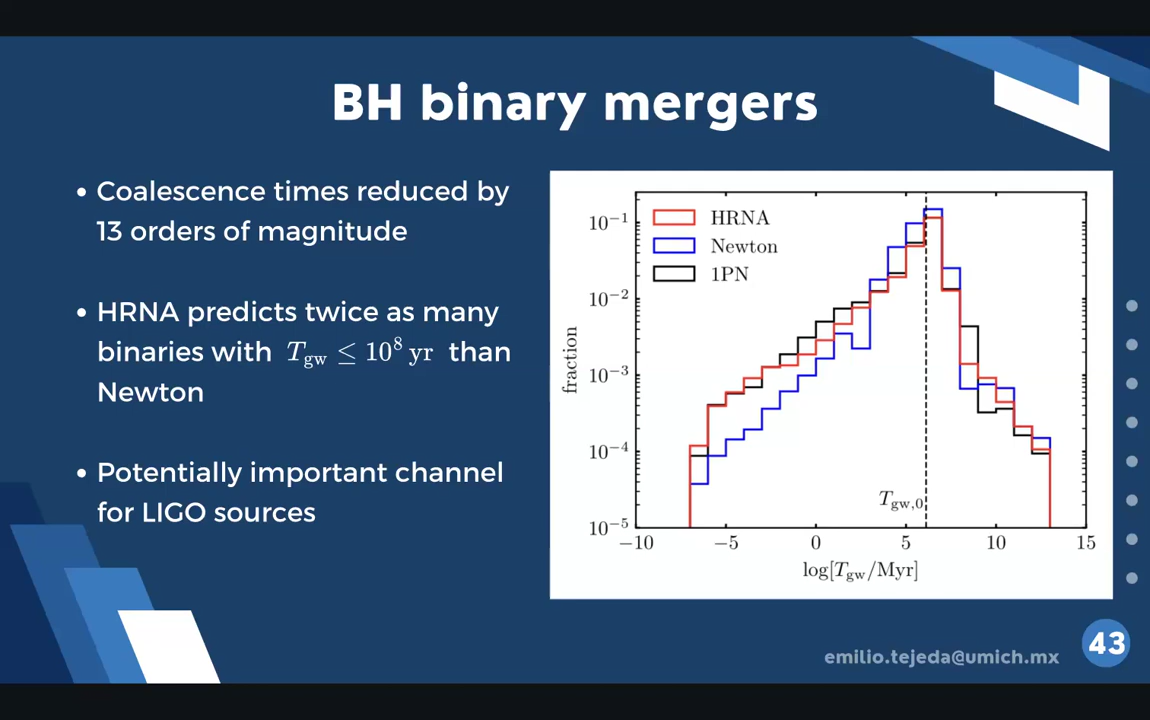 BH binary mergers
• Coalescence times reduced by
13 orders of magnitude
• HRNA predicts twice as many
binaries with T_gw ≤ 10^8 yr than
Newton
• Potentially important channel
for LIGO sources
HRNA
Newton
1PN
fraction
10^-1
10^-2
10^-3
10^-4
10^-5
T_gw,0
−10 −5 0 5 10 15
log[T_gw/Myr]
emilio.tejeda@umich.mx
43